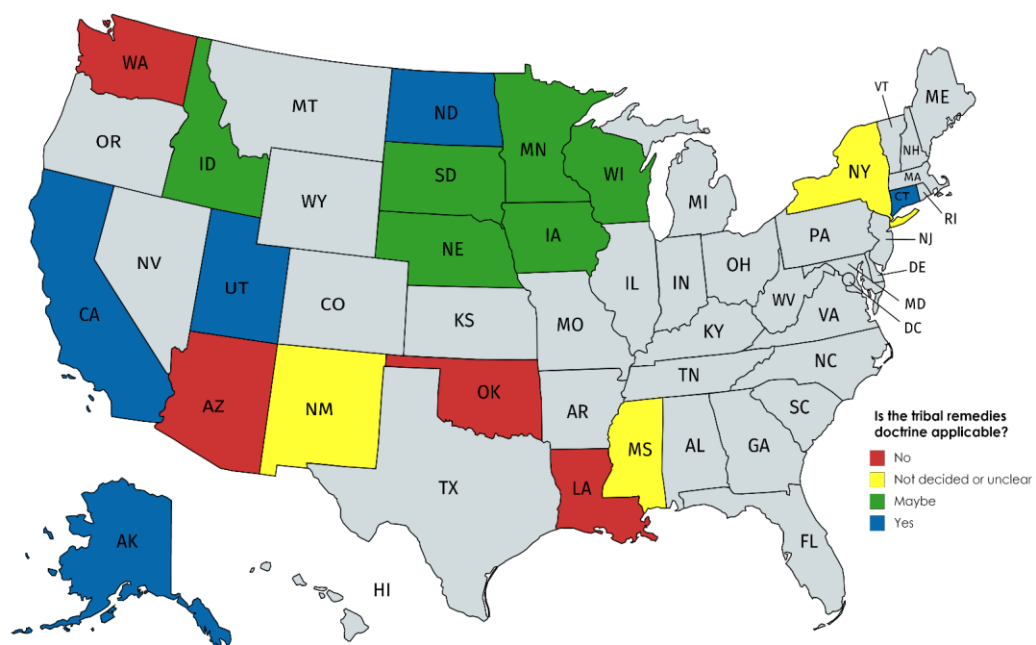 WA
MT
ND
ME
VT
OR
MN
NH
ID
SD
WI
NY
MA
WY
MI
CT
RI
NE
IA
PA
NJ
NV
OH
DE
UT
IL
IN
CA
CO
WV
MD
KS
MO
VA
DC
KY
NC
TN
AZ
NM
OK
AR
SC
Is the tribal remedies
doctrine applicable?
MS
AL
GA
No
TX
LA
Not decided or unclear
Maybe
Yes
AK
FL
HI